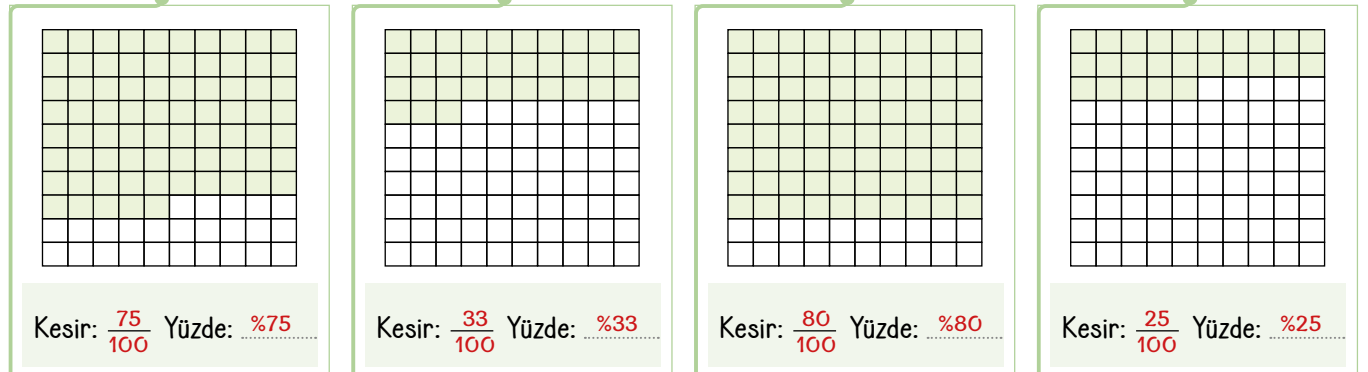 Kesir: 75/100 Yüzde: %75
Kesir: 33/100 Yüzde: %33
Kesir: 80/100 Yüzde: %80
Kesir: 25/100 Yüzde: %25